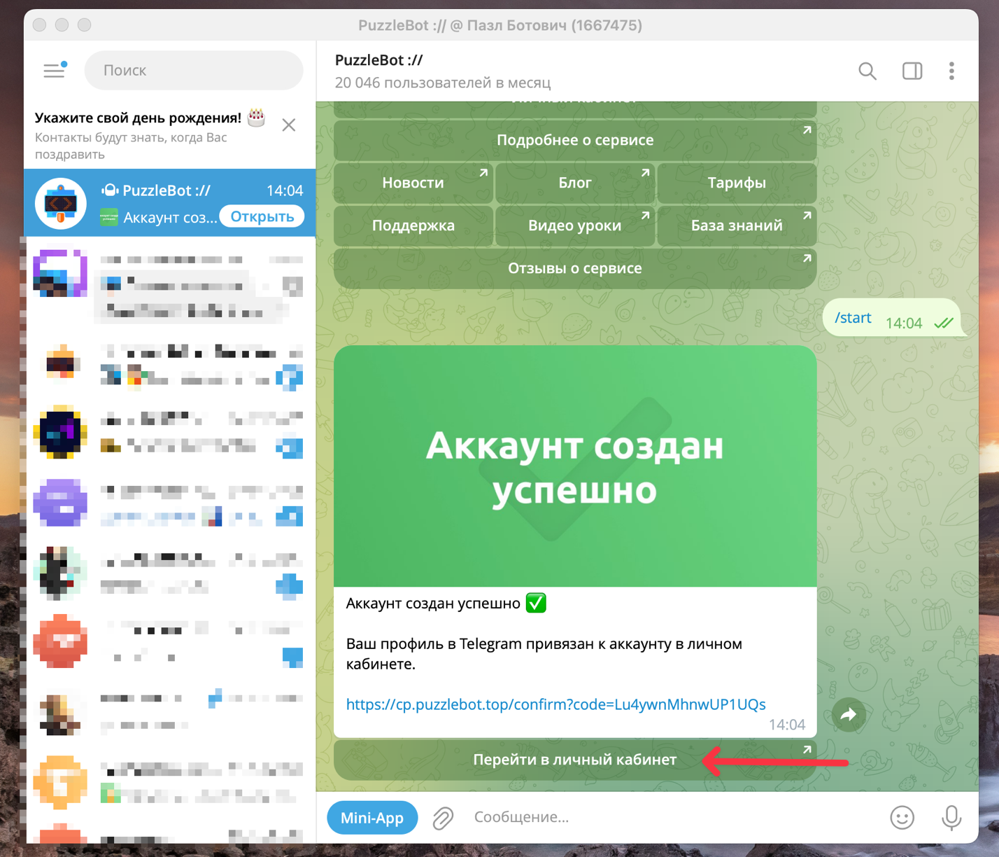 PuzzleBot :// @ Пазл Ботович (1667475)
Поиск
Укажите свой день рождения! 🎂
Контакты будут знать, когда Вас
поздравить
PuzzleBot ://
14:04
Аккаунт соз...
Открыть
PuzzleBot ://
20 046 пользователей в месяц
Личный кабинет
Подробнее о сервисе
Новости
Блог
Тарифы
Поддержка
Видео уроки
База знаний
Отзывы о сервисе
/start
14:04
Аккаунт создан
успешно
Аккаунт создан успешно ✅
Ваш профиль в Telegram привязан к аккаунту в личном
кабинете.
https://cp.puzzlebot.top/confirm?code=Lu4ywnMhnwUP1UQs
14:04
Перейти в личный кабинет
Mini-App
Сообщение...